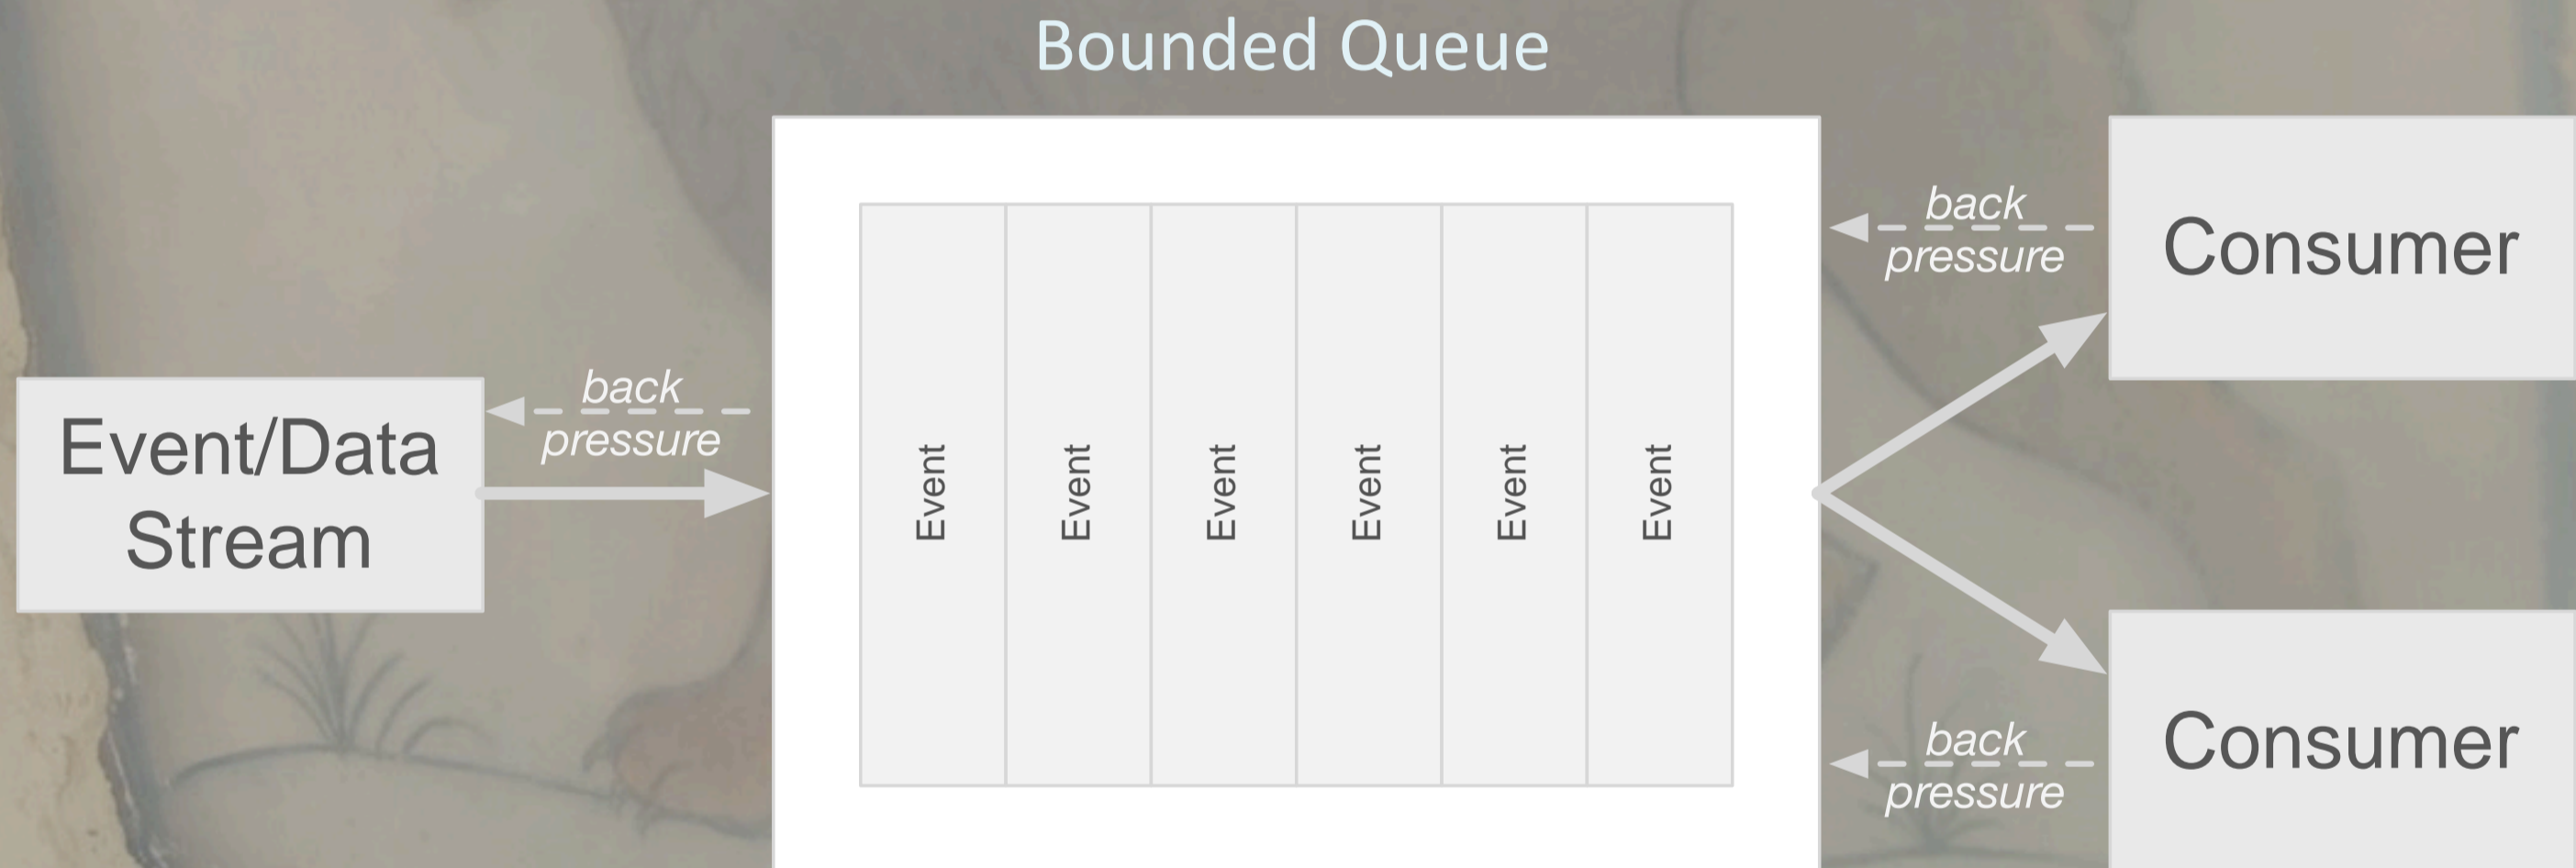 Bounded Queue
Event/Data
Stream
back
pressure
Event
Event
Event
Event
Event
Event
back
pressure
Consumer
back
pressure
Consumer